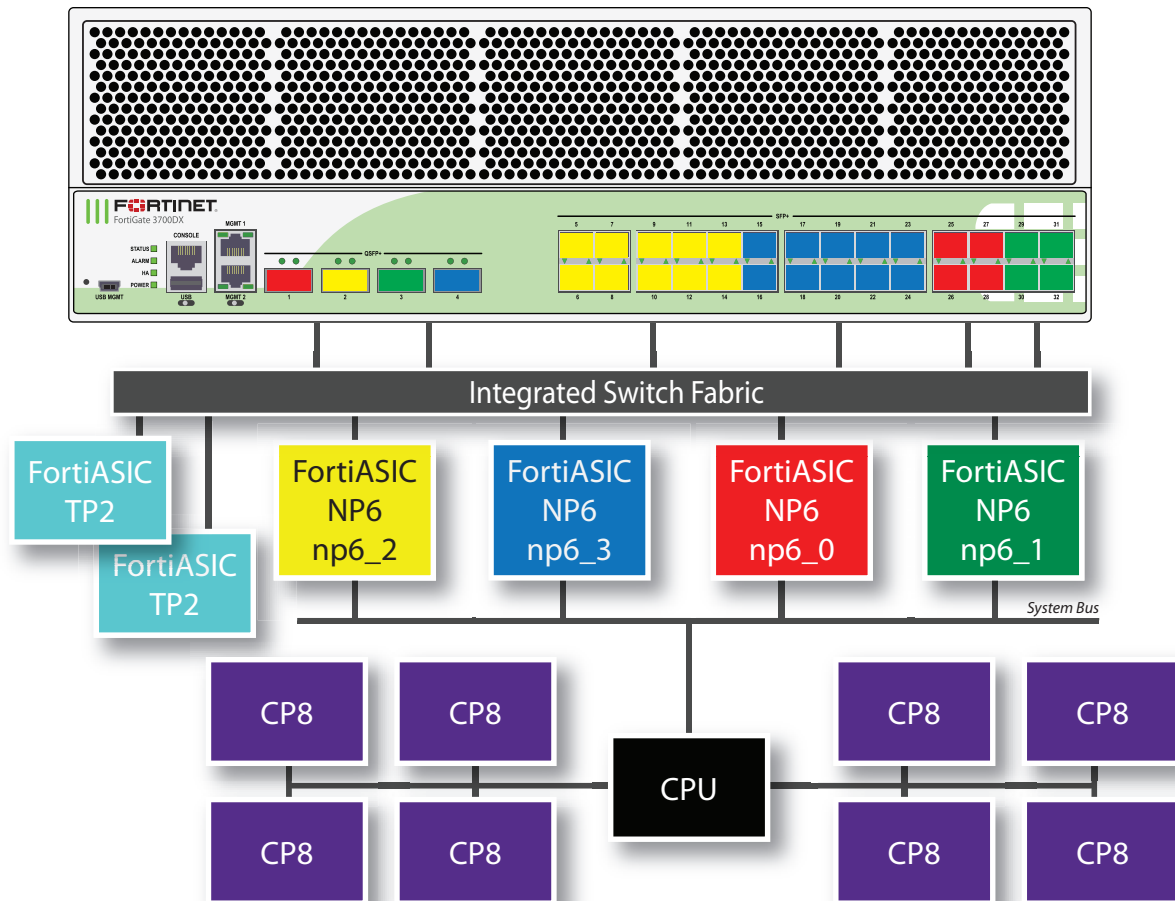 FORTINET
FortiGate 3700DX
STATUS
ALARM
HA
POWER
USB MGMT
CONSOLE
USB
MGMT 1
MGMT 2
QSFP+
1 2 3 4
SFP+
5 7 9 11 13 15 17 19 21 23 25 27 29 31
6 8 10 12 14 16 18 20 22 24 26 28 30 32
Integrated Switch Fabric
FortiASIC
TP2
FortiASIC
TP2
FortiASIC
NP6
np6_2
FortiASIC
NP6
np6_3
FortiASIC
NP6
np6_0
FortiASIC
NP6
np6_1
System Bus
CP8 CP8 CP8 CP8
CPU
CP8 CP8 CP8 CP8